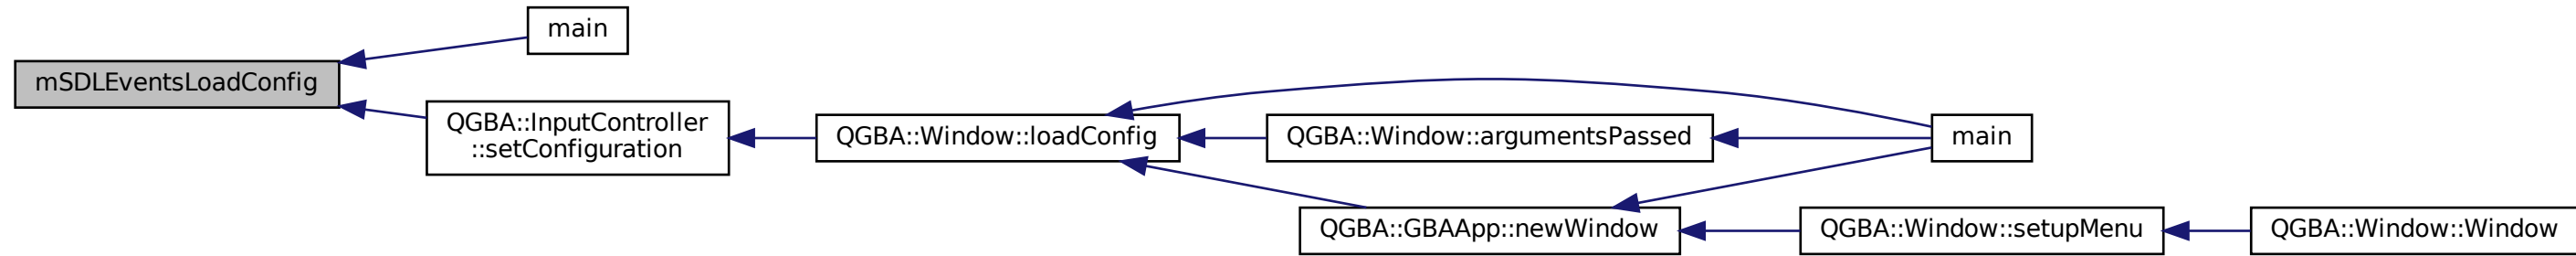 main
mSDLEventsLoadConfig
QGBA::InputController
::setConfiguration
QGBA::Window::loadConfig
QGBA::Window::argumentsPassed
main
QGBA::GBAApp::newWindow
QGBA::Window::setupMenu
QGBA::Window::Window